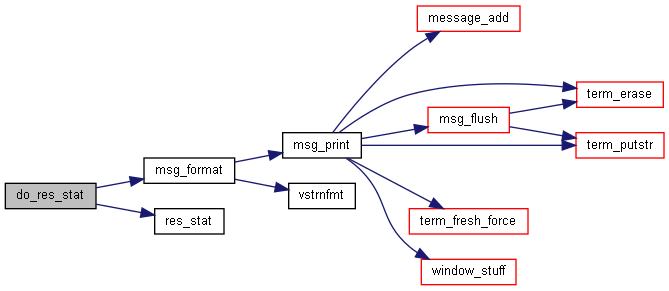 message_add
term_erase
msg_flush
msg_print
term_putstr
msg_format
do_res_stat
vstrnfmt
res_stat
term_fresh_force
window_stuff